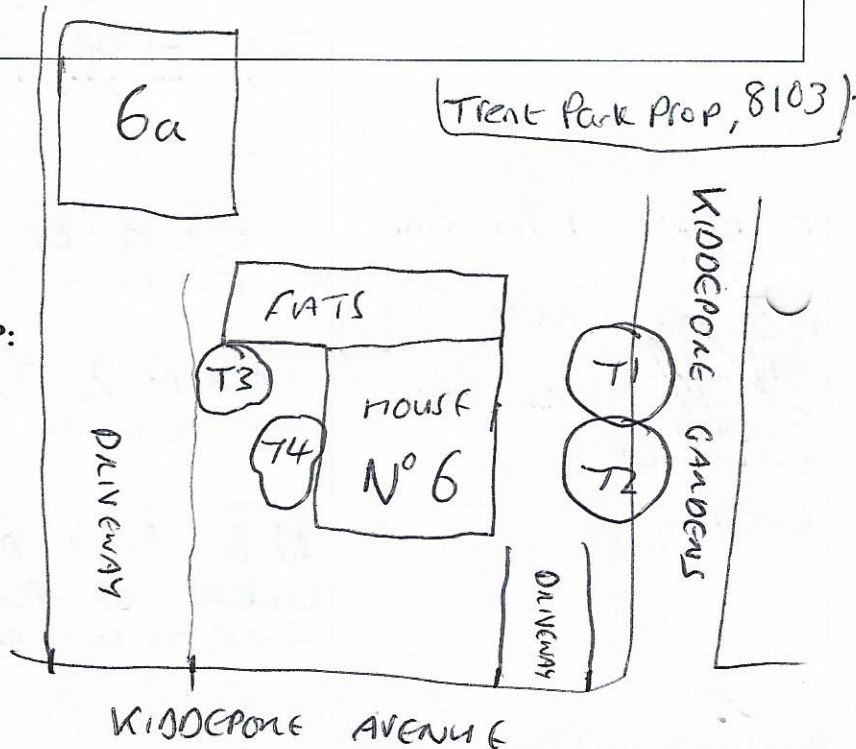 6a
Trent Park Prop, 8103
KIDDEPORE GARDENS
FLATS
T3
T1
HOUSE
T4
N° 6
T2
DRIVEWAY
DRIVEWAY
KIDDEPORE AVENUE